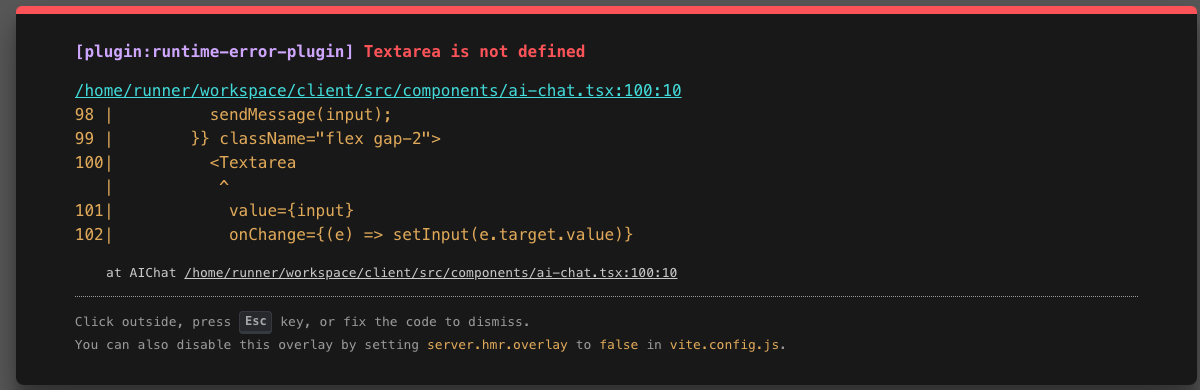 [plugin:runtime-error-plugin] Textarea is not defined
/home/runner/workspace/client/src/components/ai-chat.tsx:100:10
98 |          sendMessage(input);
99 |        }} className="flex gap-2">
100|          <Textarea
   |           ^
101|            value={input}
102|            onChange={(e) => setInput(e.target.value)}
at AIChat /home/runner/workspace/client/src/components/ai-chat.tsx:100:10
Click outside, press Esc key, or fix the code to dismiss.
You can also disable this overlay by setting server.hmr.overlay to false in vite.config.js.